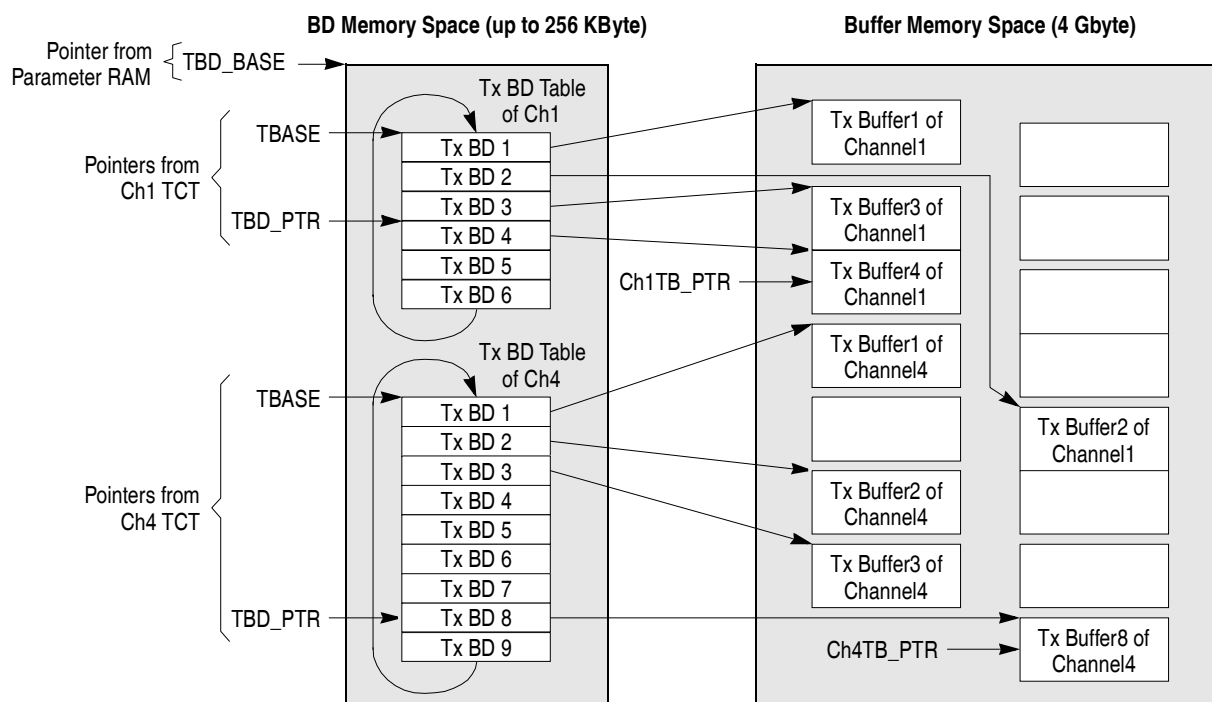 BD Memory Space (up to 256 KByte)
Buffer Memory Space (4 Gbyte)
Pointer from
Parameter RAM
TBD_BASE
Tx BD Table
of Ch1
TBASE
Pointers from
Ch1 TCT
TBD_PTR
Tx BD 1
Tx BD 2
Tx BD 3
Tx BD 4
Tx BD 5
Tx BD 6
Tx BD Table
of Ch4
TBASE
Pointers from
Ch4 TCT
TBD_PTR
Tx BD 1
Tx BD 2
Tx BD 3
Tx BD 4
Tx BD 5
Tx BD 6
Tx BD 7
Tx BD 8
Tx BD 9
Tx Buffer1 of
Channel1
Tx Buffer3 of
Channel1
Ch1TB_PTR
Tx Buffer4 of
Channel1
Tx Buffer1 of
Channel4
Tx Buffer2 of
Channel4
Tx Buffer3 of
Channel4
Tx Buffer2 of
Channel1
Ch4TB_PTR
Tx Buffer8 of
Channel4